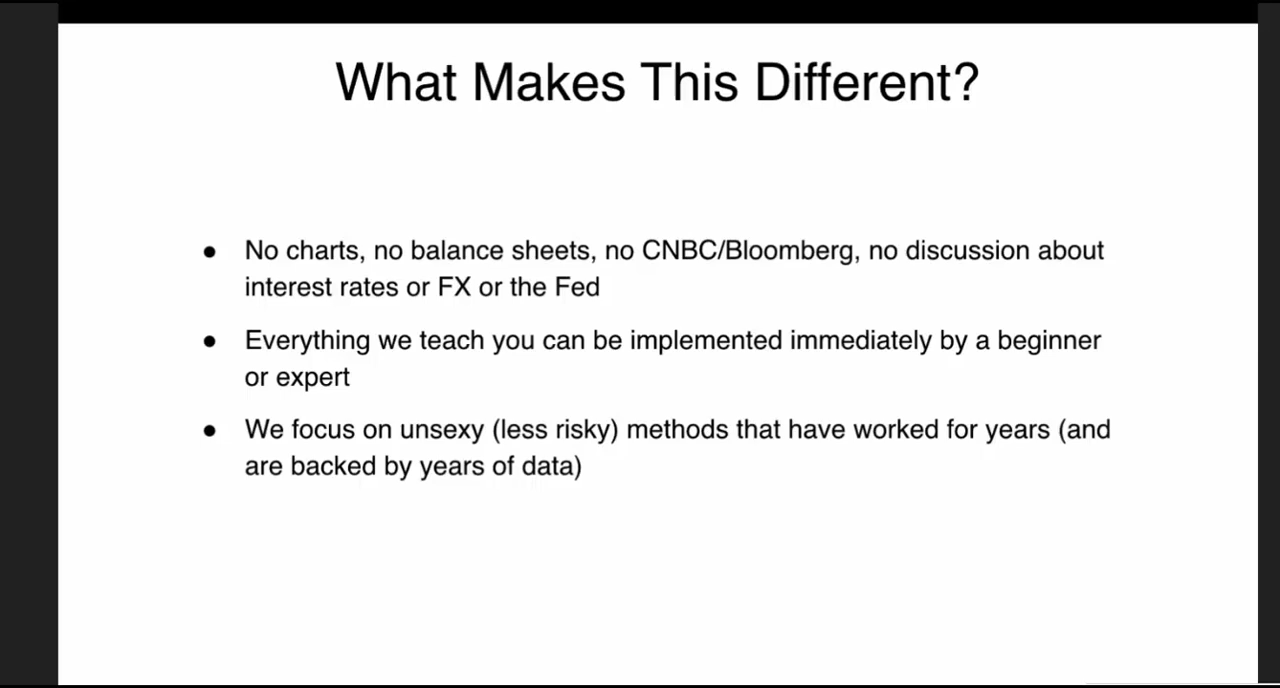 What Makes This Different?
● No charts, no balance sheets, no CNBC/Bloomberg, no discussion about
interest rates or FX or the Fed
● Everything we teach you can be implemented immediately by a beginner
or expert
● We focus on unsexy (less risky) methods that have worked for years (and
are backed by years of data)